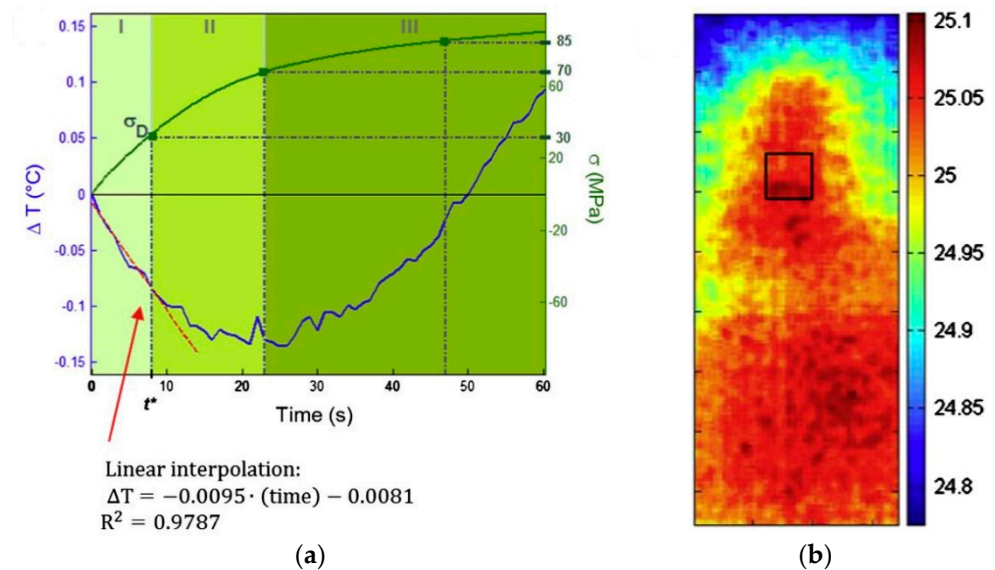 I II III
0.15
0.1
0.05
0
-0.05
-0.1
-0.15
Δ T (°C)
σD
85
70
60
30
20
-20
-60
σ (MPa)
0 10 20 30 40 50 60
t*
Time (s)
Linear interpolation:
ΔT = −0.0095 · (time) − 0.0081
R² = 0.9787
(a)
25.1
25.05
25
24.95
24.9
24.85
24.8
(b)